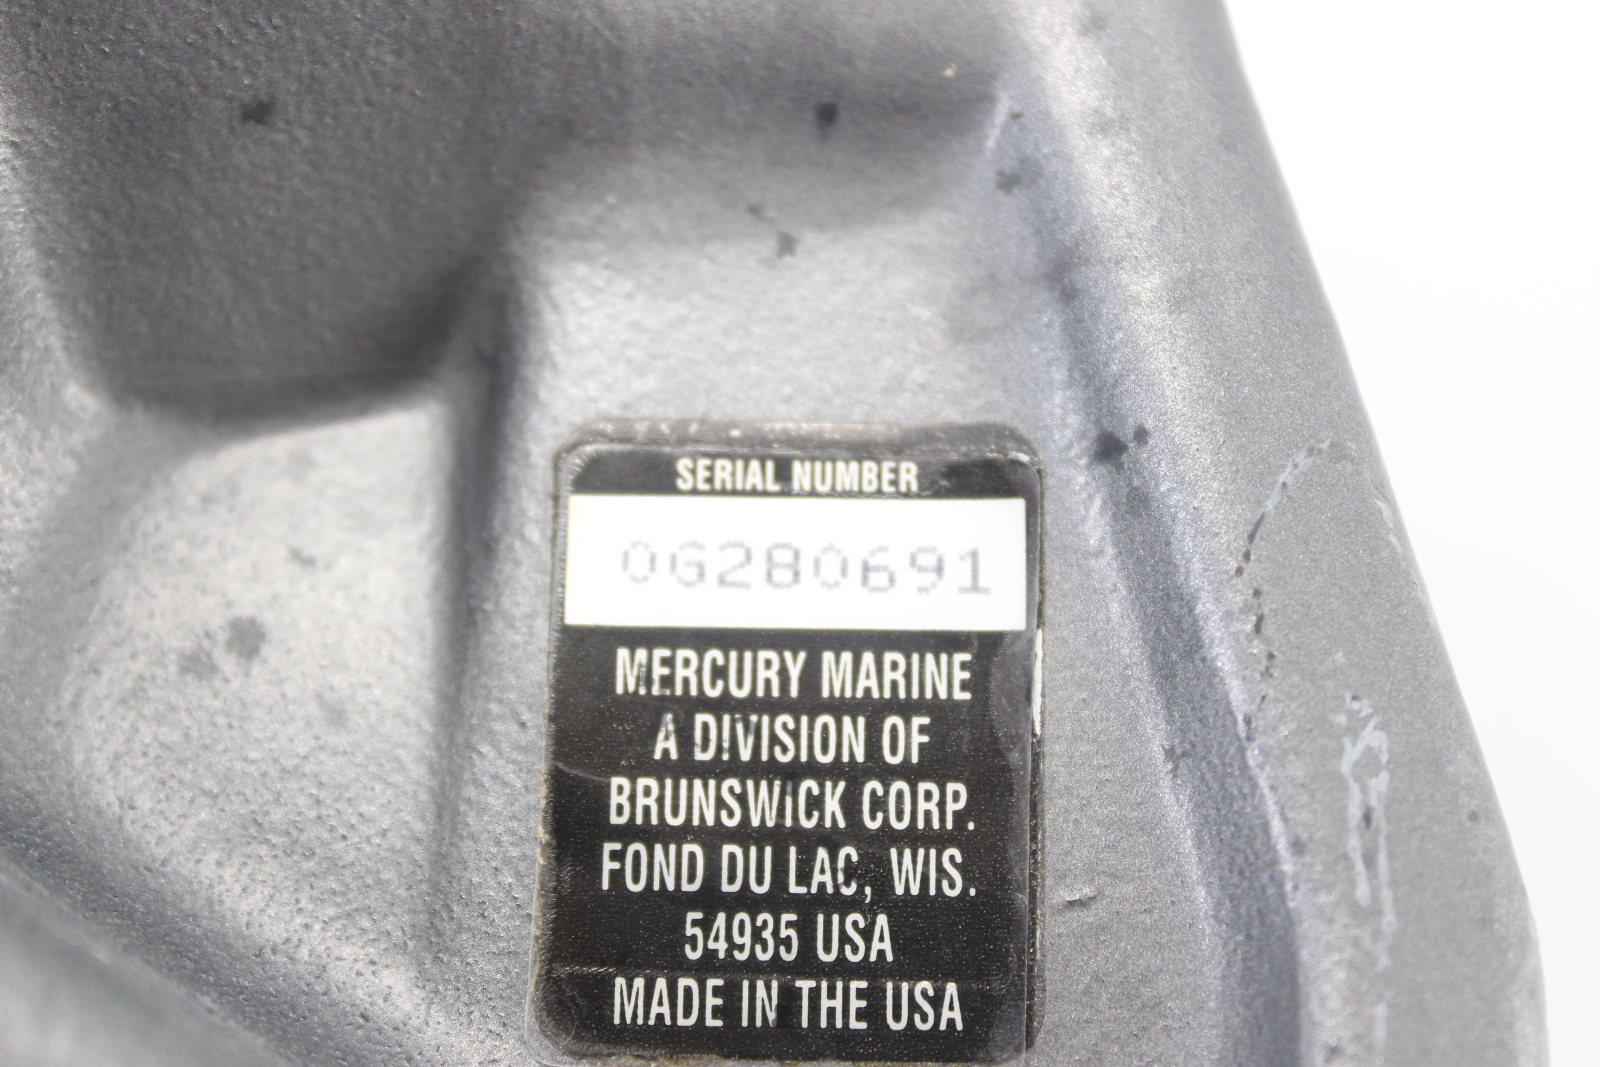 SERIAL NUMBER
0G280691
MERCURY MARINE
A DIVISION OF
BRUNSWICK CORP.
FOND DU LAC, WIS.
54935 USA
MADE IN THE USA